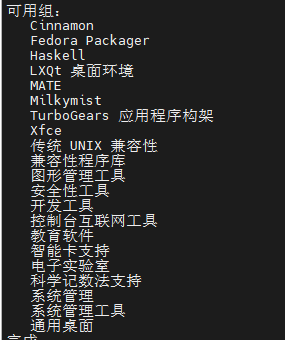 可用组：
Cinnamon
Fedora Packager
Haskell
LXQt 桌面环境
MATE
Milkymist
TurboGears 应用程序构架
Xfce
传统 UNIX 兼容性
兼容性程序库
图形管理工具
安全性工具
开发工具
控制台互联网工具
教育软件
智能卡支持
电子实验室
科学记数法支持
系统管理
系统管理工具
通用桌面
完成